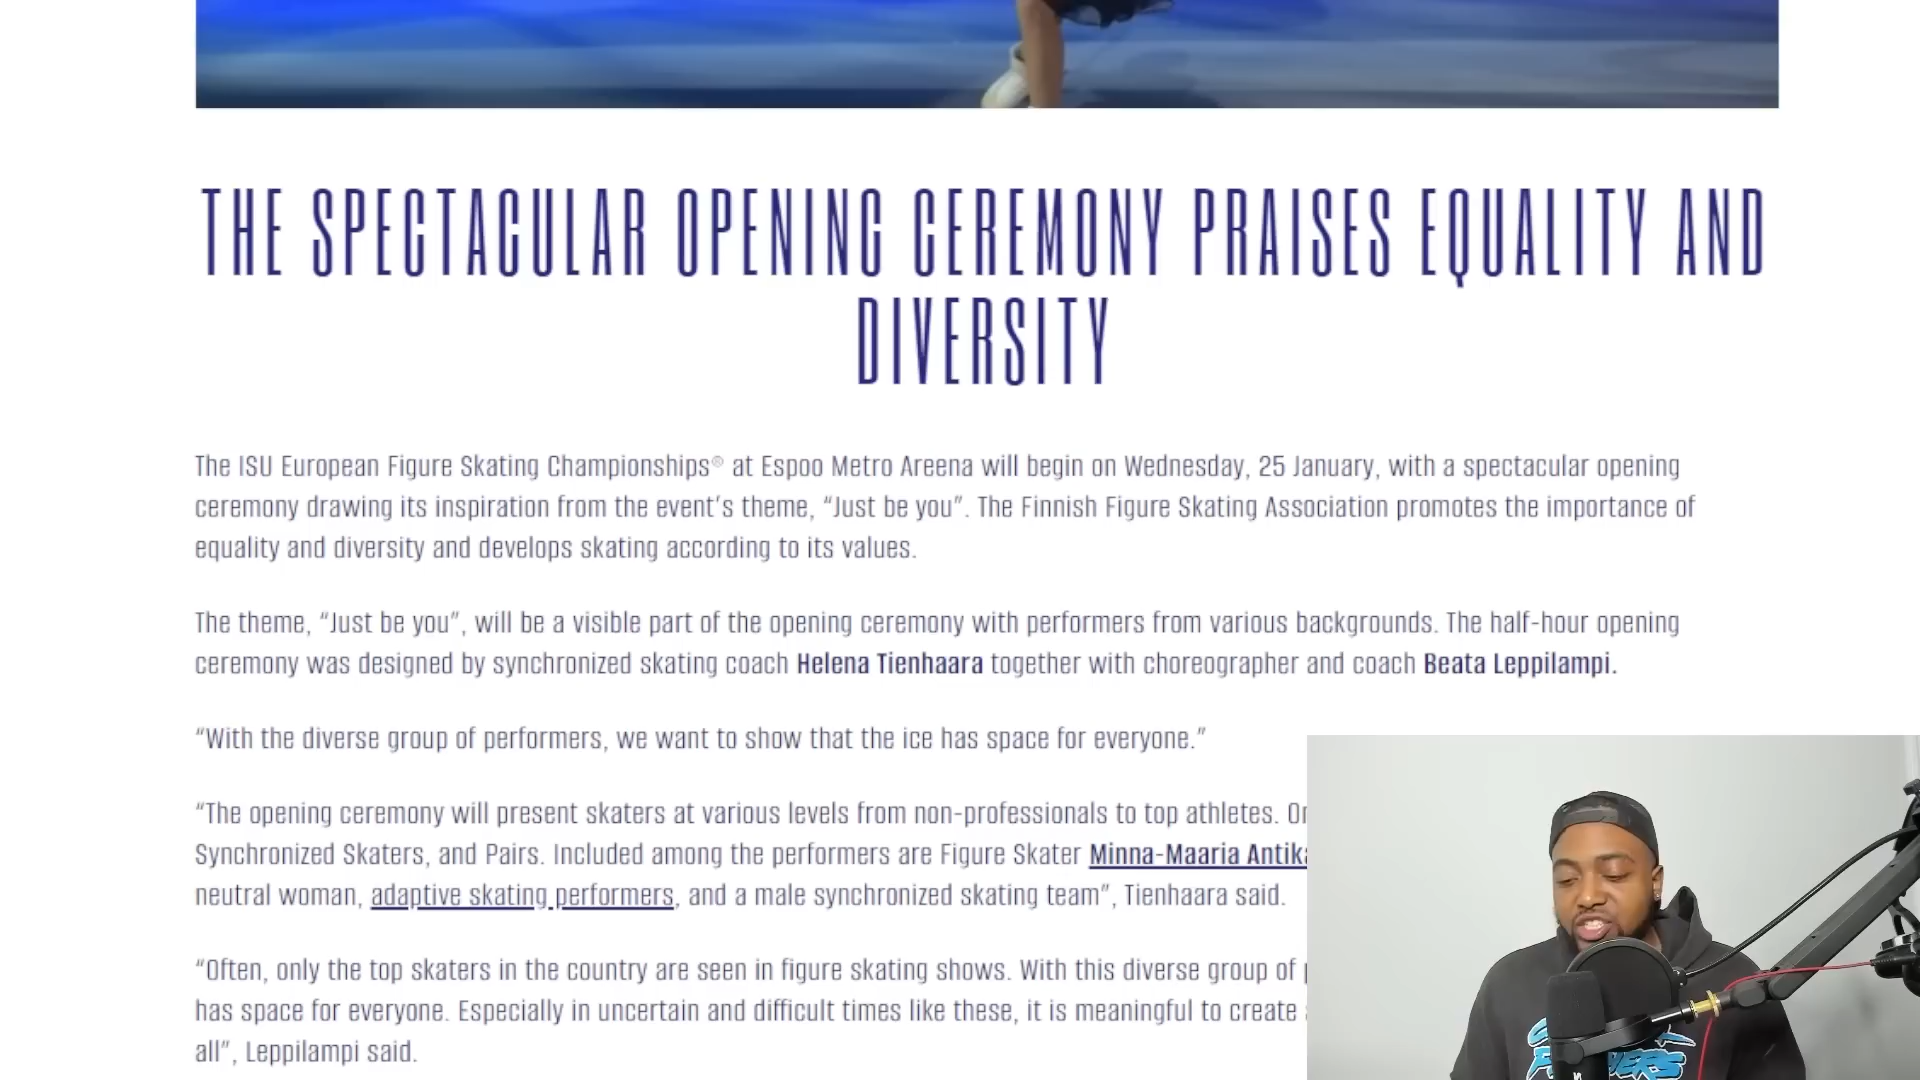 THE SPECTACULAR OPENING CEREMONY PRAISES EQUALITY AND
DIVERSITY
The ISU European Figure Skating Championships® at Espoo Metro Areena will begin on Wednesday, 25 January, with a spectacular opening
ceremony drawing its inspiration from the event's theme, “Just be you”. The Finnish Figure Skating Association promotes the importance of
equality and diversity and develops skating according to its values.
The theme, “Just be you”, will be a visible part of the opening ceremony with performers from various backgrounds. The half-hour opening
ceremony was designed by synchronized skating coach Helena Tienhaara together with choreographer and coach Beata Leppilampi.
“With the diverse group of performers, we want to show that the ice has space for everyone.”
“The opening ceremony will present skaters at various levels from non-professionals to top athletes.
Synchronized Skaters, and Pairs. Included among the performers are Figure Skater Minna-Maaria
neutral woman, adaptive skating performers, and a male synchronized skating team”, Tienhaara said.
“Often, only the top skaters in the country are seen in figure skating shows. With this diverse group of
has space for everyone. Especially in uncertain and difficult times like these, it is meaningful to create
all”, Leppilampi said.